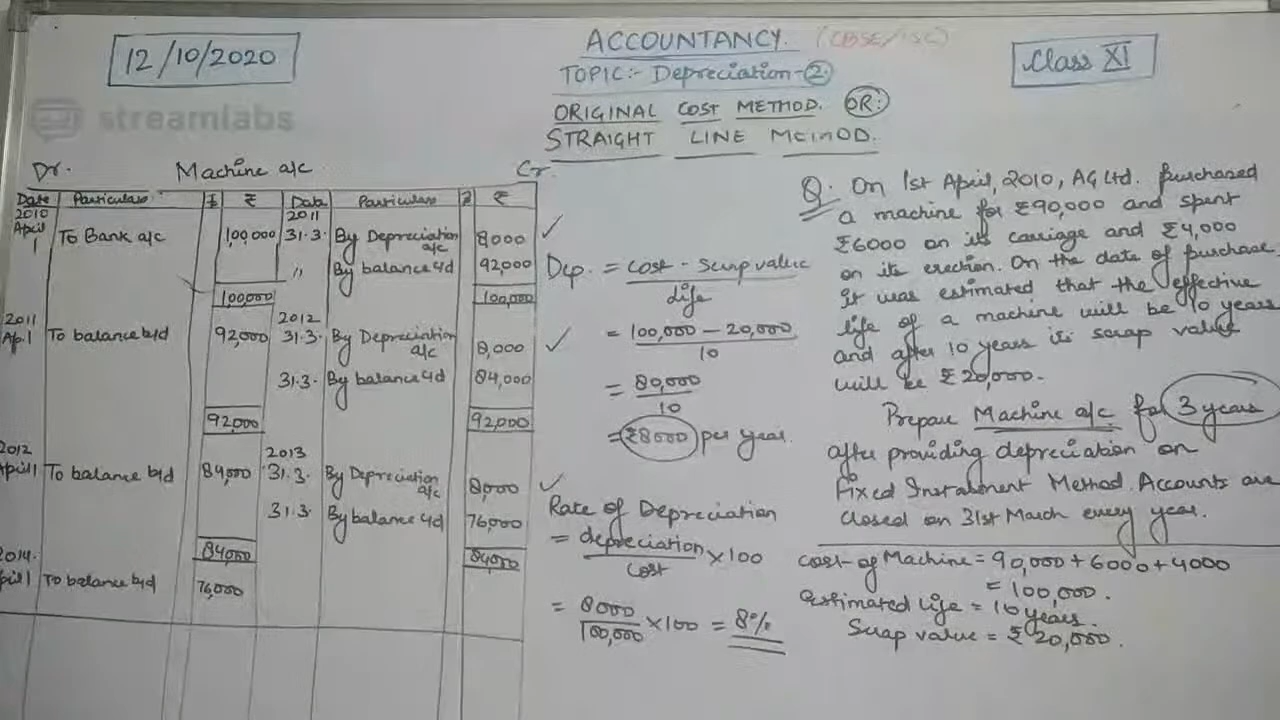 12/10/2020
ACCOUNTANCY. (CBSE/ISC)
TOPIC:- Depreciation-②
Class XI
ORIGINAL COST METHOD. OR:
STRAIGHT LINE METHOD.
streamlabs
Dr. Machine a/c Cr.
Date Particulars ₹ Date Particulars ₹
2010 2011
April 1 To Bank a/c 1,00,000 31.3. By Depreciation a/c 8000
" By balance c/d 92,000
1,00,000 1,00,000
2011 2012
Ap.1 To balance b/d 92,000 31.3. By Depreciation a/c 8,000
31.3. By balance c/d 84,000
92,000 92,000
2012 2013
April 1 To balance b/d 84,000 31.3. By Depreciation a/c 8,000
31.3. By balance c/d 76,000
84,000 84,000
2014.
April 1 To balance b/d 76,000
Dep. = cost - scrap value
Life
= 100,000 - 20,000
10
= 80,000
10
= ₹8000 per year.
Rate of Depreciation
= depreciation × 100
cost
= 8000 × 100 = 8%
100,000
Q. On 1st April, 2010, AG Ltd. purchased
a machine for ₹90,000 and spent
₹6000 on its carriage and ₹4,000
on its erection. On the date of purchase
it was estimated that the effective
life of a machine will be 10 years
and after 10 years its scrap value
will be ₹20,000.
Prepare Machine a/c for 3 years
after providing depreciation on
Fixed Instalment Method. Accounts are
closed on 31st March every year.
Cost of Machine = 90,000 + 6000 + 4000
= 100,000.
estimated life = 10 years.
Scrap value = ₹20,000.